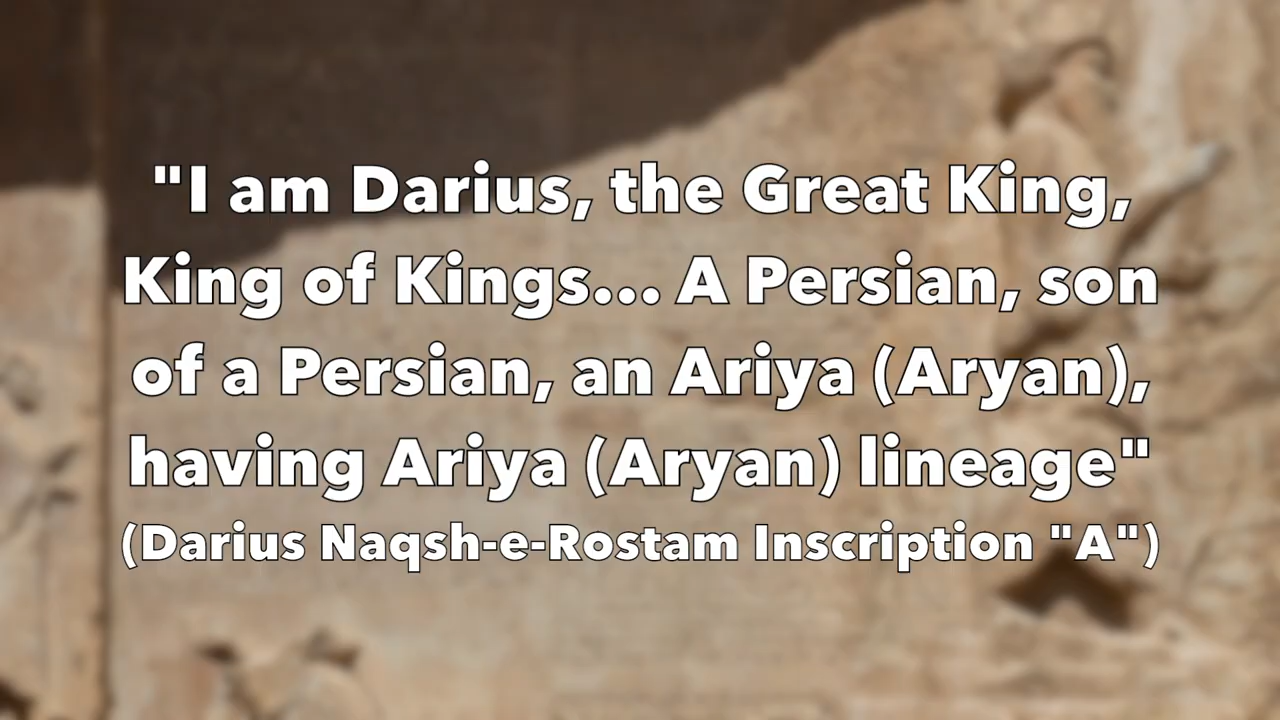 "I am Darius, the Great King,
King of Kings... A Persian, son
of a Persian, an Ariya (Aryan),
having Ariya (Aryan) lineage"
(Darius Naqsh-e-Rostam Inscription "A")